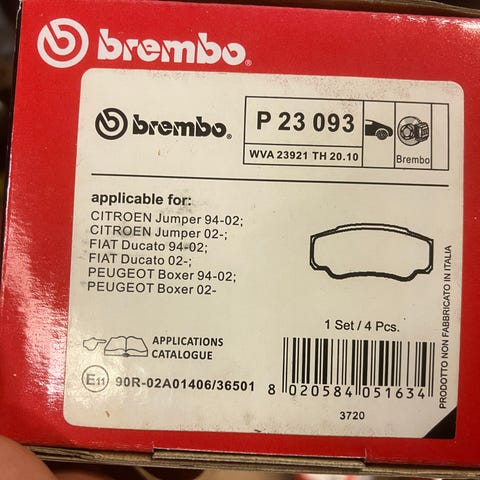 brembo®
brembo®
P 23 093
WVA 23921 TH 20.10
Brembo
applicable for:
CITROEN Jumper 94-02;
CITROEN Jumper 02-;
FIAT Ducato 94-02;
FIAT Ducato 02-;
PEUGEOT Boxer 94-02;
PEUGEOT Boxer 02-
1 Set / 4 Pcs.
APPLICATIONS
CATALOGUE
E11 90R-02A01406/36501
8 020584 051634
3720
PRODOTTO NON FABBRICATO IN ITALIA